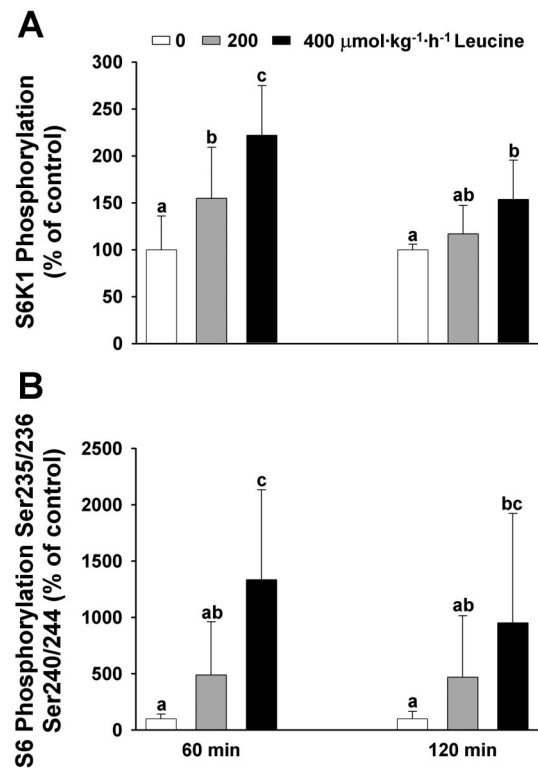 A
0 200 400 μmol·kg⁻¹·h⁻¹ Leucine
S6K1 Phosphorylation
(% of control)
300
250
200
150
100
50
0
a
b
c
a
ab
b
B
S6 Phosphorylation Ser235/236
Ser240/244 (% of control)
2500
2000
1500
1000
500
0
a
ab
c
a
ab
bc
60 min
120 min